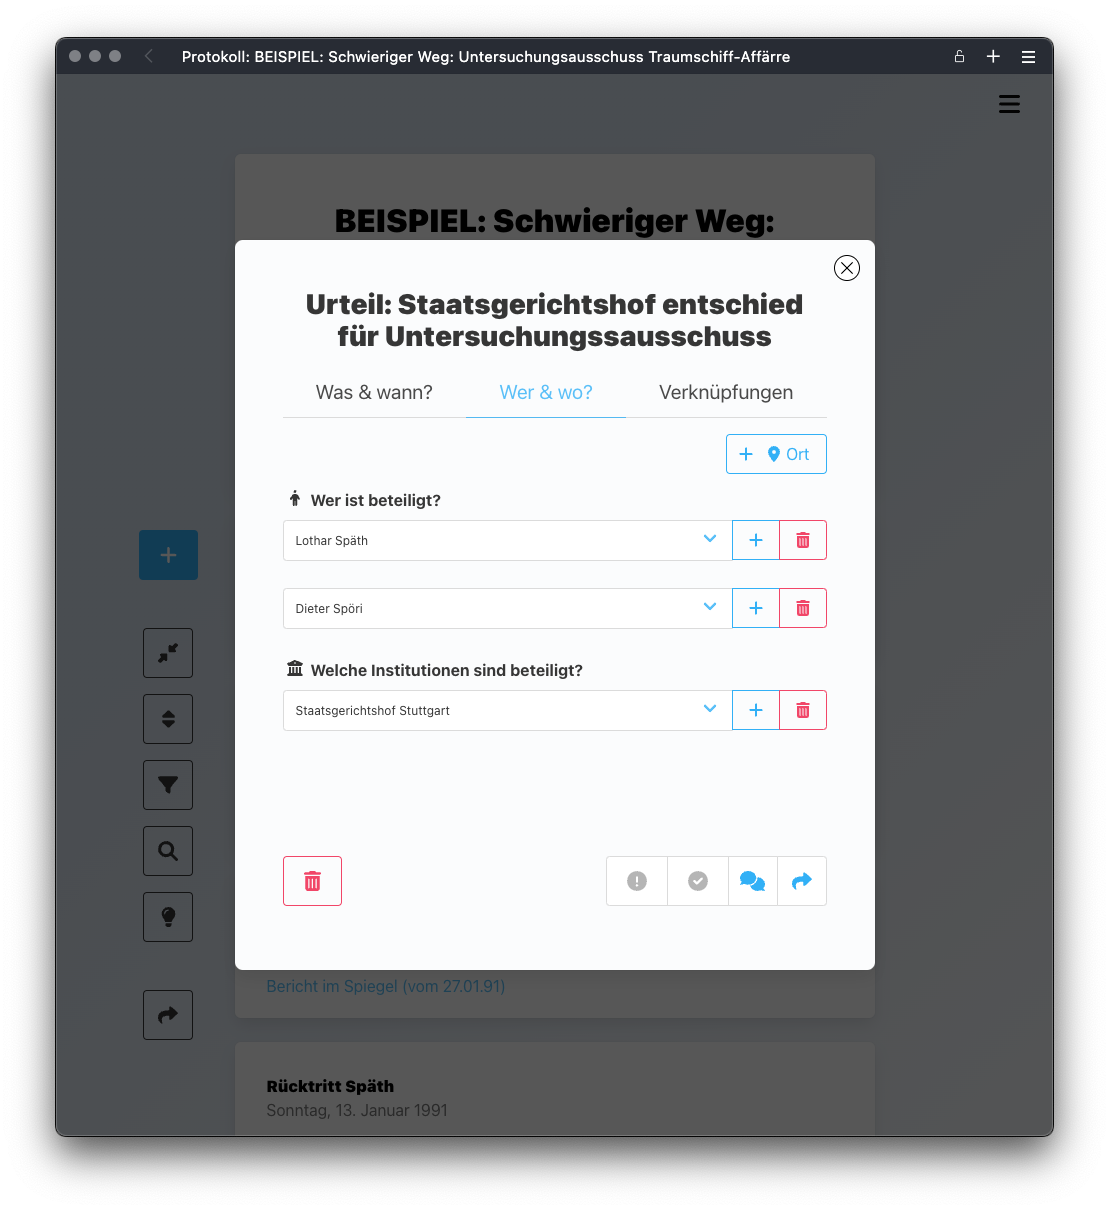 Protokoll: BEISPIEL: Schwieriger Weg: Untersuchungsausschuss Traumschiff-Affärre
BEISPIEL: Schwieriger Weg:
Urteil: Staatsgerichtshof entschied
für Untersuchungssausschuss
Was & wann?
Wer & wo?
Verknüpfungen
Ort
Wer ist beteiligt?
Lothar Späth
Dieter Spöri
Welche Institutionen sind beteiligt?
Staatsgerichtshof Stuttgart
Bericht im Spiegel (vom 27.01.91)
Rücktritt Späth
Sonntag, 13. Januar 1991